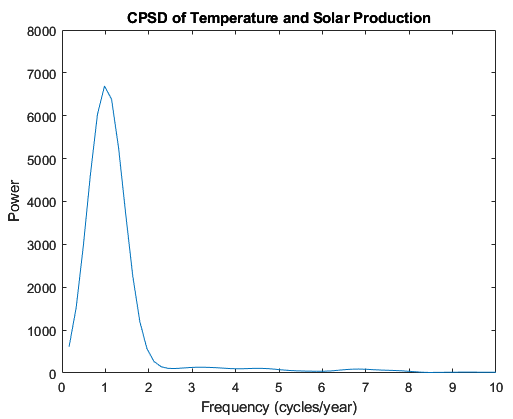 CPSD of Temperature and Solar Production
8000
7000
6000
5000
4000
3000
2000
1000
0
Power
0 1 2 3 4 5 6 7 8 9 10
Frequency (cycles/year)